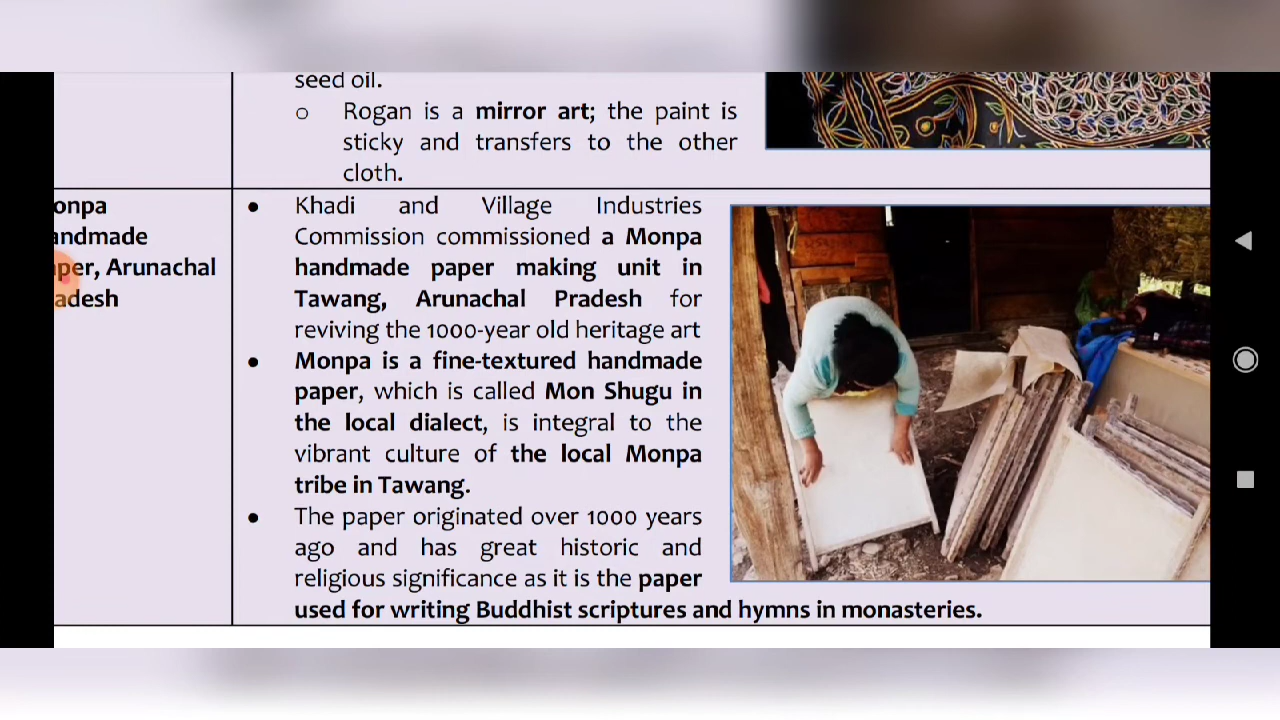 seed oil.
o Rogan is a mirror art; the paint is
sticky and transfers to the other
cloth.
onpa
andmade
per, Arunachal
adesh
• Khadi and Village Industries
Commission commissioned a Monpa
handmade paper making unit in
Tawang, Arunachal Pradesh for
reviving the 1000-year old heritage art
• Monpa is a fine-textured handmade
paper, which is called Mon Shugu in
the local dialect, is integral to the
vibrant culture of the local Monpa
tribe in Tawang.
• The paper originated over 1000 years
ago and has great historic and
religious significance as it is the paper
used for writing Buddhist scriptures and hymns in monasteries.